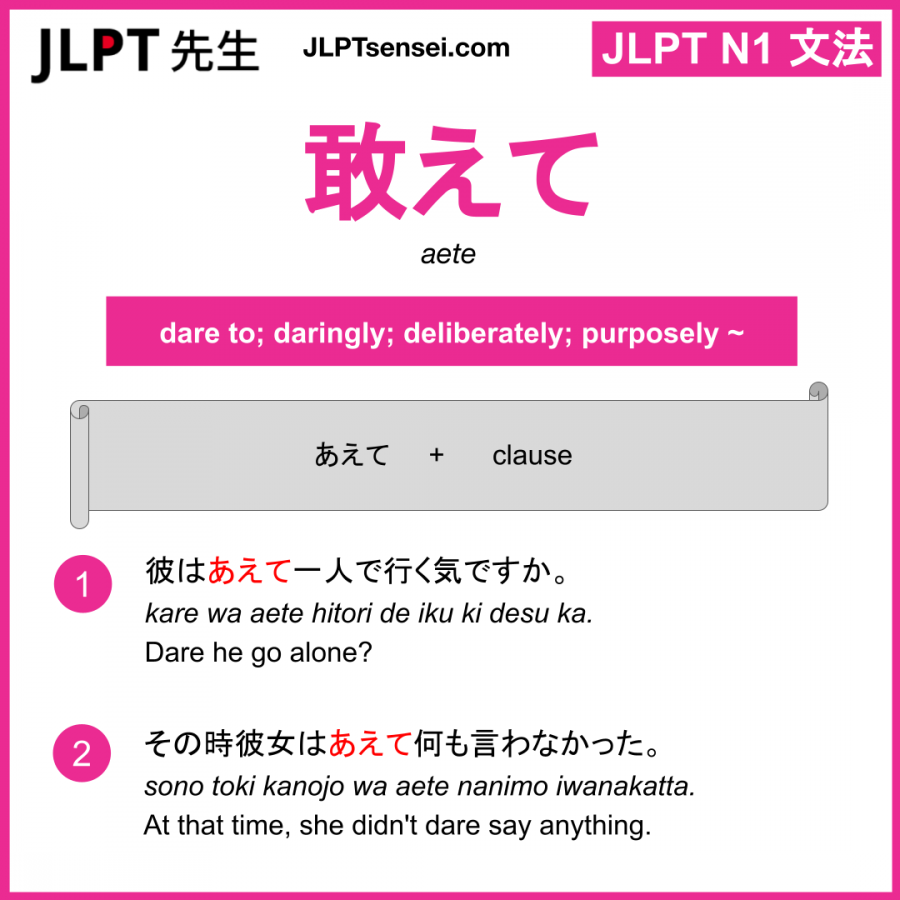 JLPT 先生 JLPTsensei.com JLPT N1 文法
敢えて
aete
dare to; daringly; deliberately; purposely ~
あえて + clause
1 彼はあえて一人で行く気ですか。
kare wa aete hitori de iku ki desu ka.
Dare he go alone?
2 その時彼女はあえて何も言わなかった。
sono toki kanojo wa aete nanimo iwanakatta.
At that time, she didn't dare say anything.